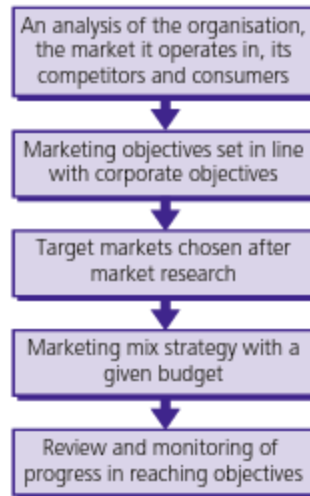 An analysis of the organisation,
the market it operates in, its
competitors and consumers
Marketing objectives set in line
with corporate objectives
Target markets chosen after
market research
Marketing mix strategy with a
given budget
Review and monitoring of
progress in reaching objectives